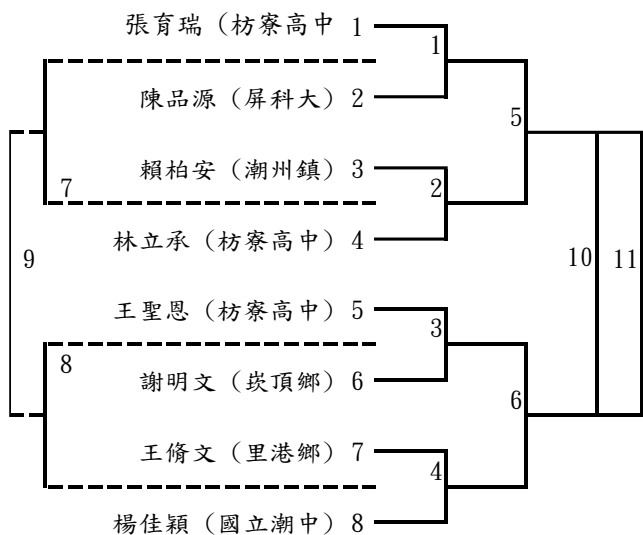 張育瑞（枋寮高中 1
1
陳品源（屏科大）2
5
賴柏安（潮州鎮）3
7
2
林立承（枋寮高中）4
9
10
11
王聖恩（枋寮高中）5
3
8
謝明文（崁頂鄉）6
6
王脩文（里港鄉）7
4
楊佳穎（國立潮中）8